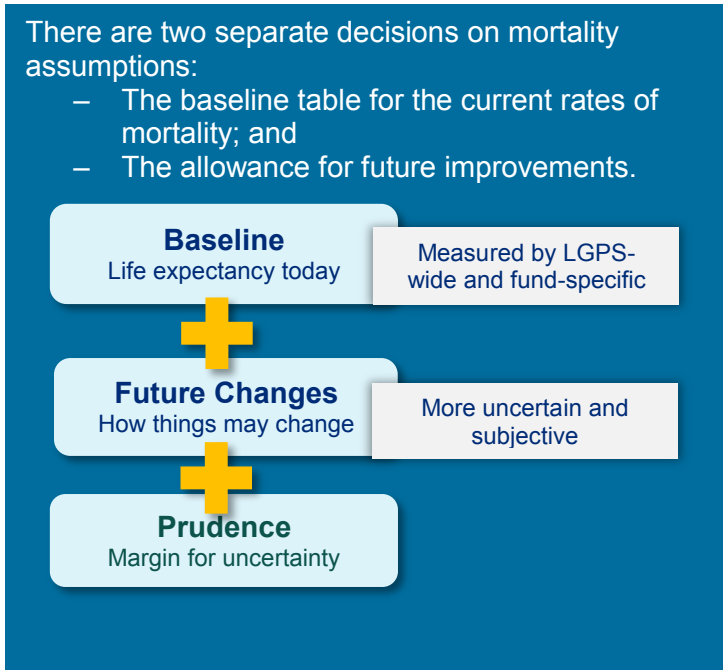 There are two separate decisions on mortality
assumptions:
– The baseline table for the current rates of
mortality; and
– The allowance for future improvements.
Baseline
Life expectancy today
Measured by LGPS-
wide and fund-specific
Future Changes
How things may change
More uncertain and
subjective
Prudence
Margin for uncertainty